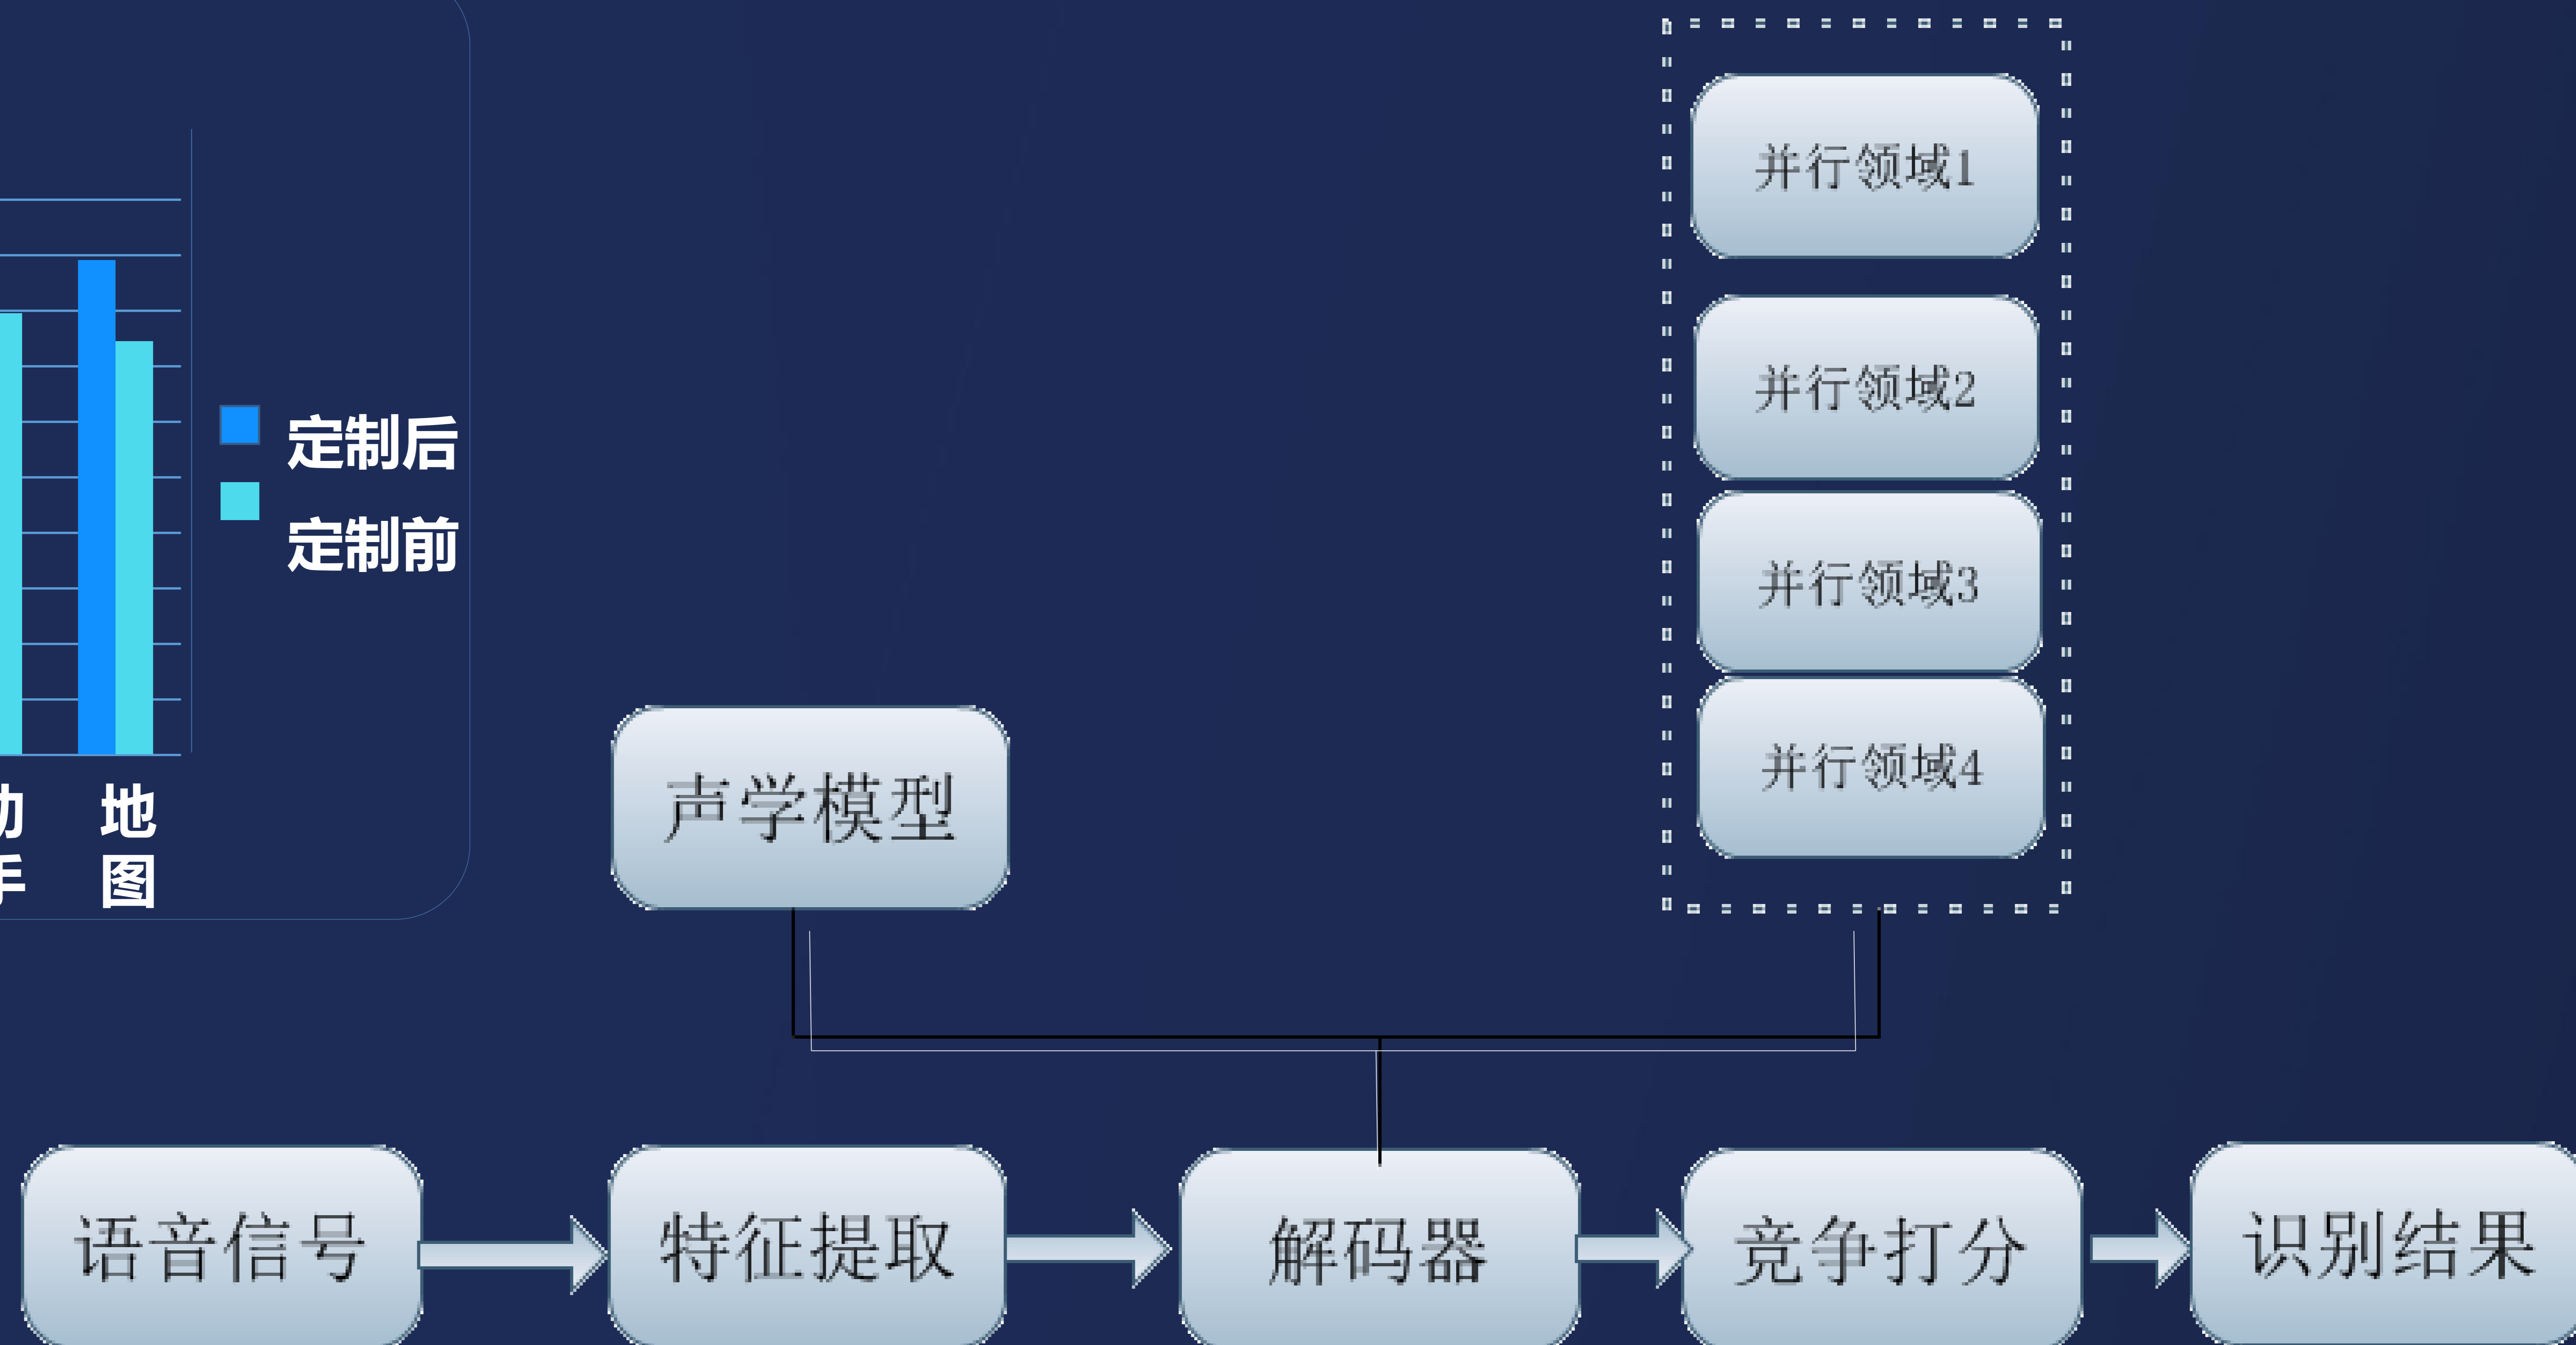 定制后
定制前
地
图
并行领域1
并行领域2
并行领域3
并行领域4
声学模型
语音信号
特征提取
解码器
竞争打分
识别结果